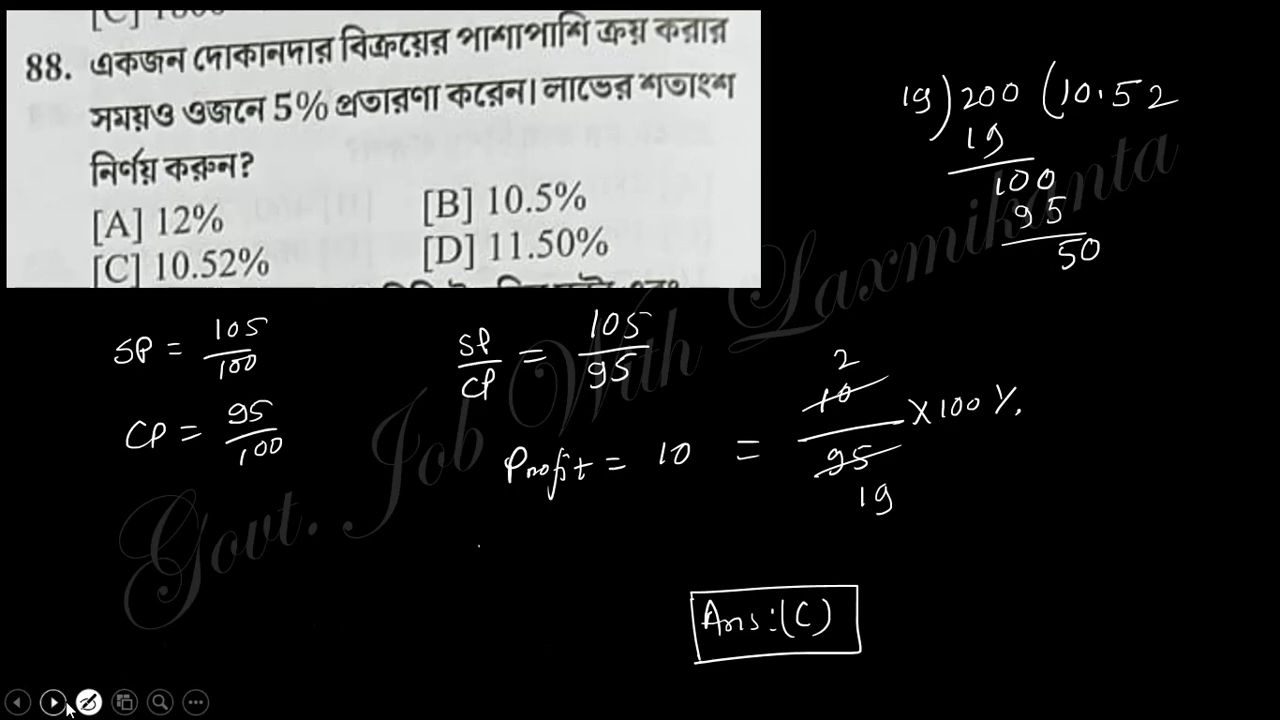 [C] 1000
88. একজন দোকানদার বিক্রয়ের পাশাপাশি ক্রয় করার
সময়ও ওজনে 5% প্রতারণা করেন। লাভের শতাংশ
নির্ণয় করুন?
[A] 12% [B] 10.5%
[C] 10.52% [D] 11.50%
19) 200 (10.52
19
100
95
50
SP = 105/100
CP = 95/100
SP/CP = 105/95
Profit = 10 = 10/95 × 100 %.
2
19
Ans:(C)
Govt. Job With Laxmikanta